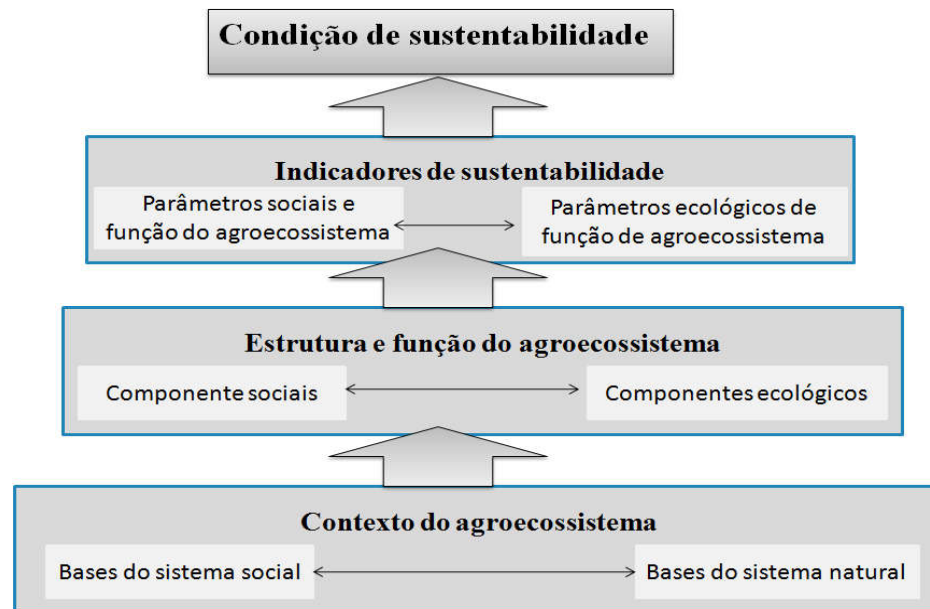 Condição de sustentabilidade
Indicadores de sustentabilidade
Parâmetros sociais e
função do agroecossistema
Parâmetros ecológicos de
função de agroecossistema
Estrutura e função do agroecossistema
Componente sociais
Componentes ecológicos
Contexto do agroecossistema
Bases do sistema social
Bases do sistema natural